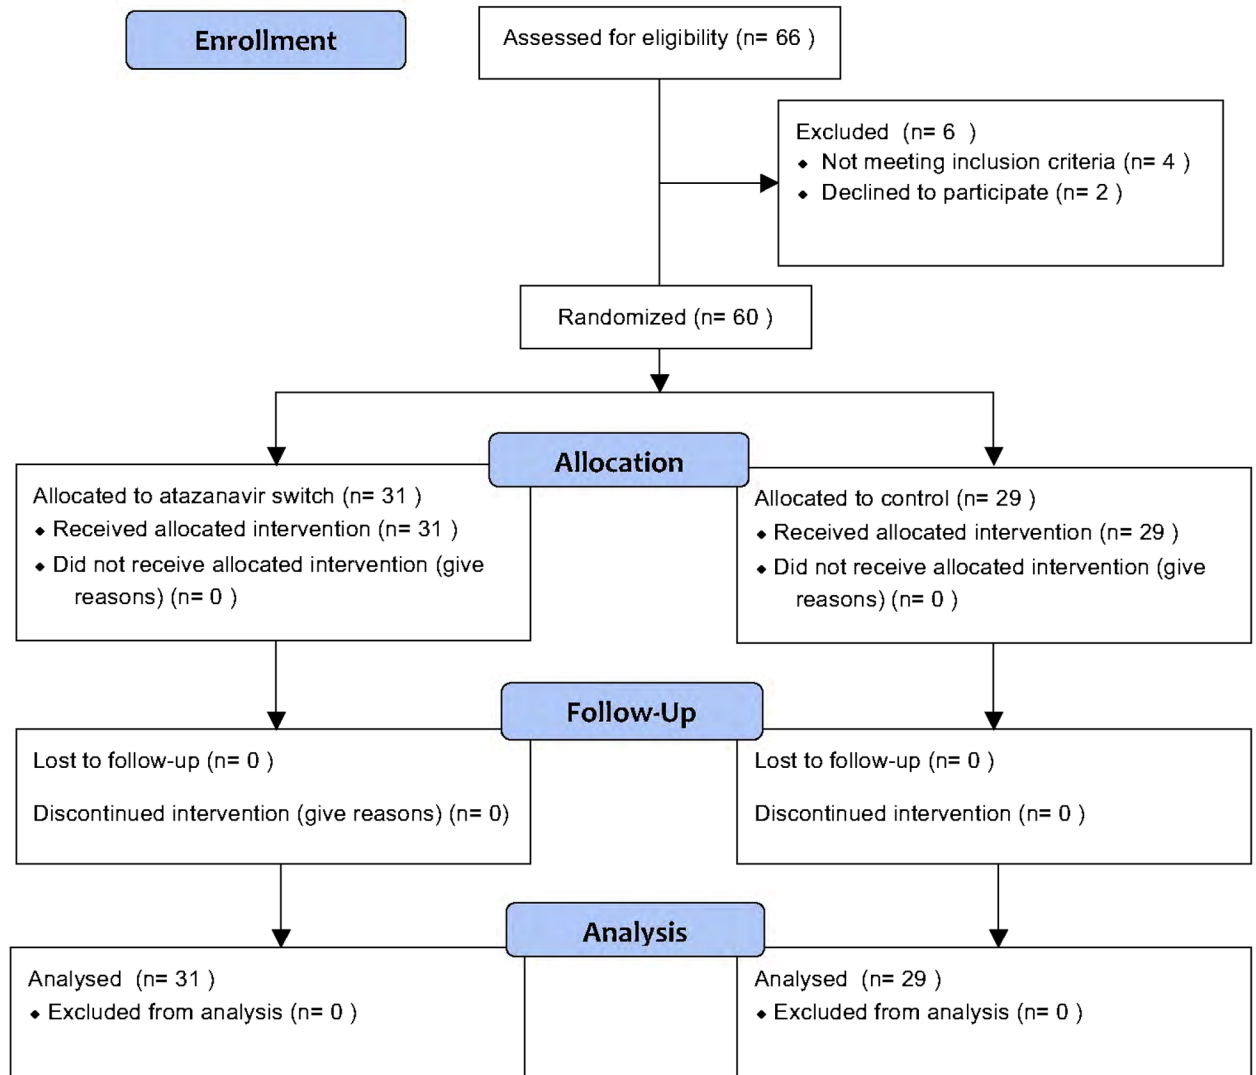 Enrollment
Assessed for eligibility (n= 66 )
Excluded (n= 6 )
♦ Not meeting inclusion criteria (n= 4 )
♦ Declined to participate (n= 2 )
Randomized (n= 60 )
Allocation
Allocated to atazanavir switch (n= 31 )
♦ Received allocated intervention (n= 31 )
♦ Did not receive allocated intervention (give
reasons) (n= 0 )
Allocated to control (n= 29 )
♦ Received allocated intervention (n= 29 )
♦ Did not receive allocated intervention (give
reasons) (n= 0 )
Follow-Up
Lost to follow-up (n= 0 )
Discontinued intervention (give reasons) (n= 0)
Lost to follow-up (n= 0 )
Discontinued intervention (n= 0 )
Analysis
Analysed (n= 31 )
♦ Excluded from analysis (n= 0 )
Analysed (n= 29 )
♦ Excluded from analysis (n= 0 )